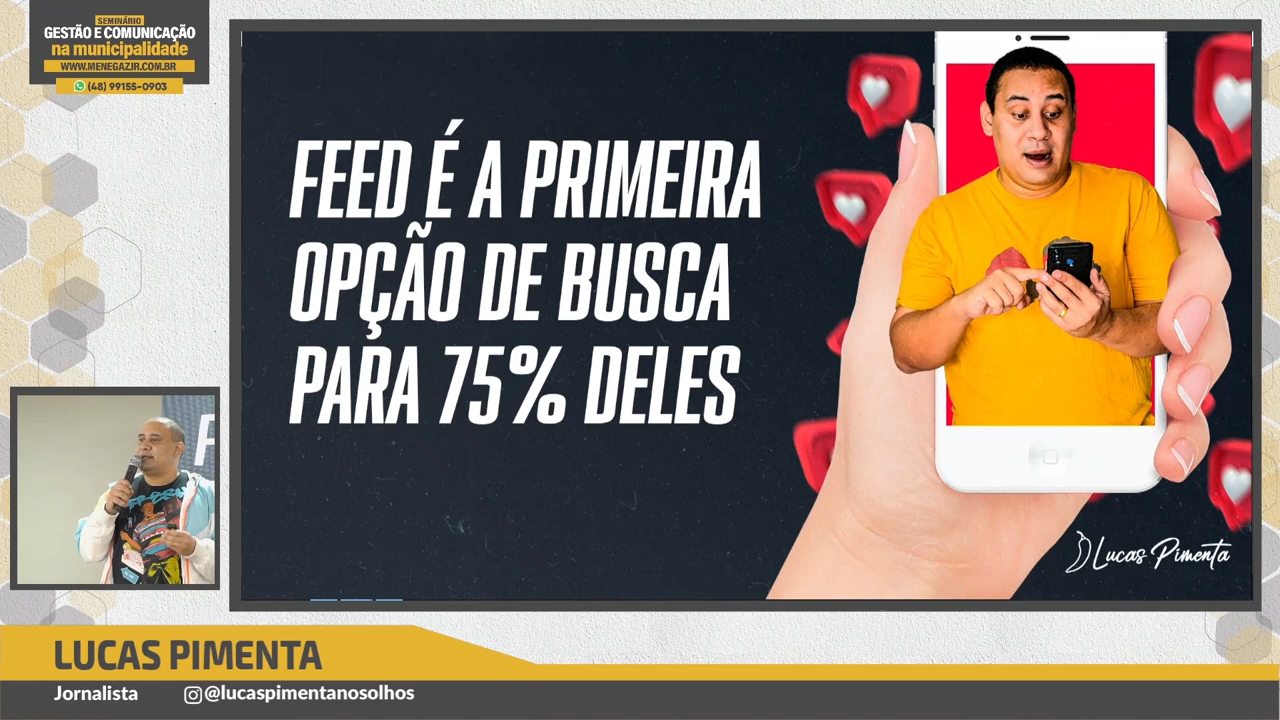 SEMINÁRIO
GESTÃO E COMUNICAÇÃO
na municipalidade
WWW.MENEGAZJR.COM.BR
(48) 99155-0903
FEED É A PRIMEIRA
OPÇÃO DE BUSCA
PARA 75% DELES
Lucas Pimenta
LUCAS PIMENTA
Jornalista
@lucaspimentanosolhos